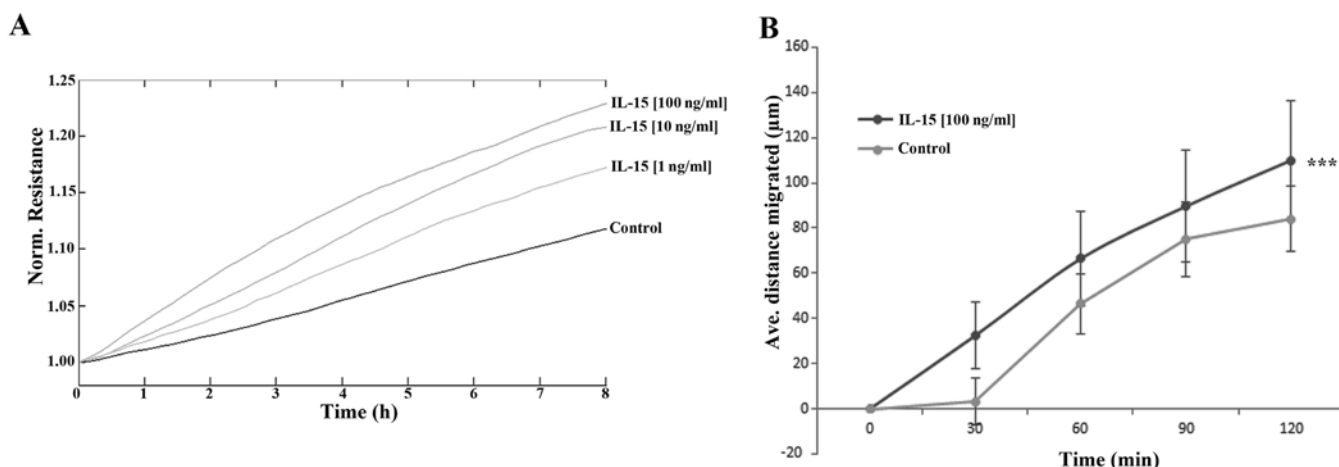 A
Norm. Resistance
1.25
1.20
1.15
1.10
1.05
1.00
IL-15 [100 ng/ml]
IL-15 [10 ng/ml]
IL-15 [1 ng/ml]
Control
0 1 2 3 4 5 6 7 8
Time (h)
B
Ave. distance migrated (µm)
160
140
120
100
80
60
40
20
0
-20
IL-15 [100 ng/ml]
Control
***
0 30 60 90 120
Time (min)